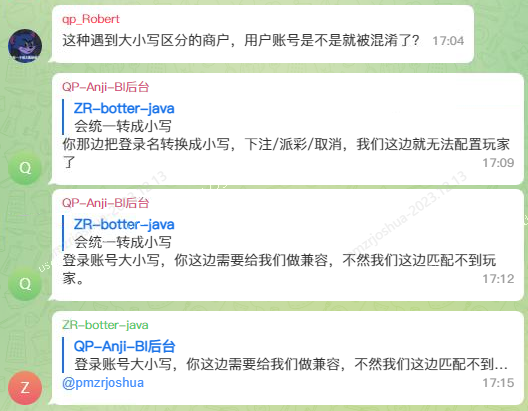 qp_Robert
这种遇到大小写区分的商户，用户账号是不是就被混淆了？ 17:04
QP-Anji-BI后台
ZR-botter-java
会统一转成小写
你那边把登录名转换成小写，下注/派彩/取消，我们这边就无法配置玩家
了 17:09
Q
QP-Anji-BI后台
ZR-botter-java
会统一转成小写
登录账号大小写，你这边需要给我们做兼容，不然我们这边匹配不到玩
家。 17:12
Q
ZR-botter-java
QP-Anji-BI后台
登录账号大小写，你这边需要给我们做兼容，不然我们这边匹配不到...
@pmzrjoshua 17:15
Z
pmzrjoshua-2023.12.13